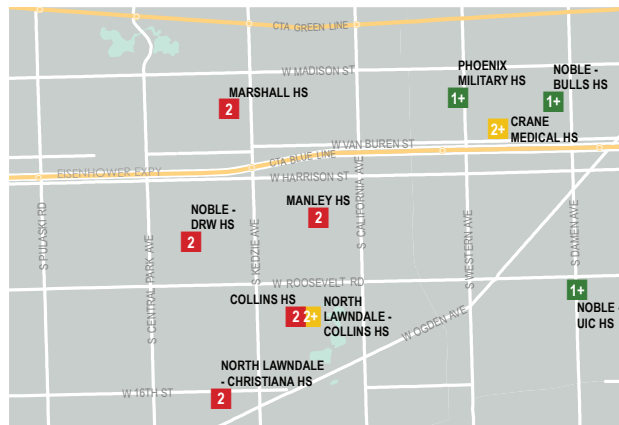 CTA GREEN LINE
W MADISON ST
PHOENIX
MILITARY HS
1+
NOBLE -
BULLS HS
1+
MARSHALL HS
2
2+
CRANE
MEDICAL HS
W VAN BUREN ST
CTA BLUE LINE
EISENHOWER EXPY
W HARRISON ST
S PULASKI RD
S CENTRAL PARK AVE
S KEDZIE AVE
S CALIFORNIA AVE
S WESTERN AVE
S DAMEN AVE
NOBLE -
DRW HS
2
MANLEY HS
2
W ROOSEVELT RD
COLLINS HS
2
2+
NORTH
LAWNDALE -
COLLINS HS
W OGDEN AVE
1+
NOBLE -
UIC HS
NORTH LAWNDALE
- CHRISTIANA HS
2
W 16TH ST